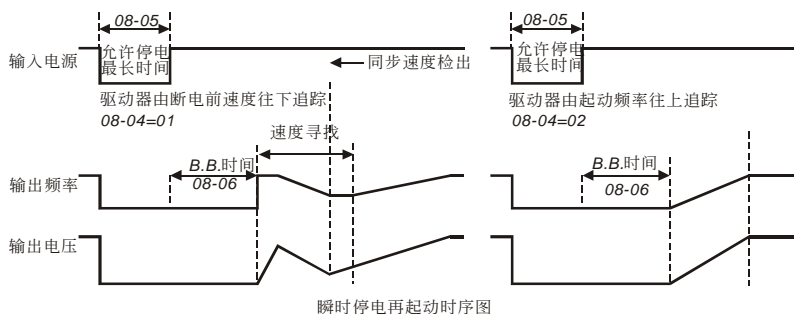 08-05
08-05
输入电源
允许停电
最长时间
同步速度检出
允许停电
最长时间
驱动器由断电前速度往下追踪
08-04=01
驱动器由起动频率往上追踪
08-04=02
速度寻找
输出频率
B.B.时间
08-06
B.B.时间
08-06
输出电压
瞬时停电再起动时序图